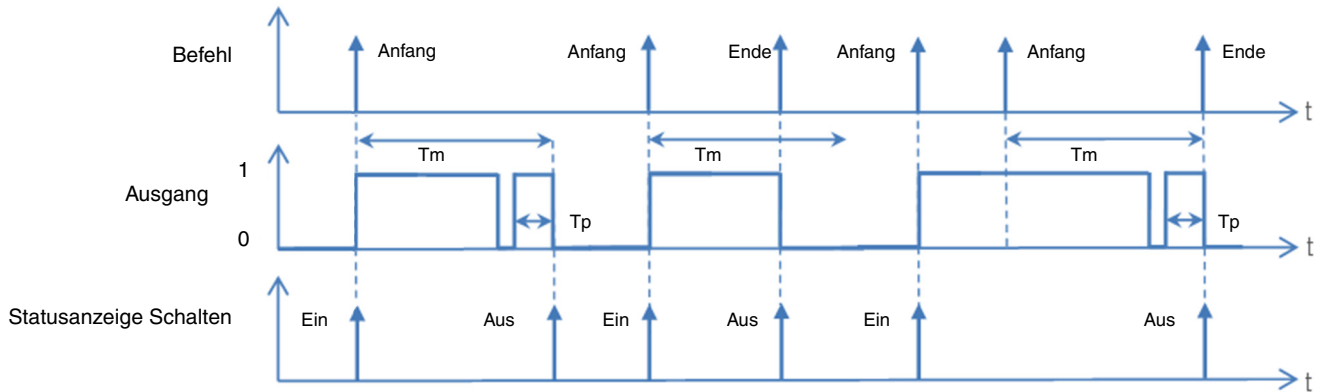 Befehl Anfang Anfang Ende Anfang Anfang Ende
t
Tm Tm Tm
1
Ausgang
Tp Tp
0
t
Statusanzeige Schalten Ein Aus Ein Aus Ein Aus
t